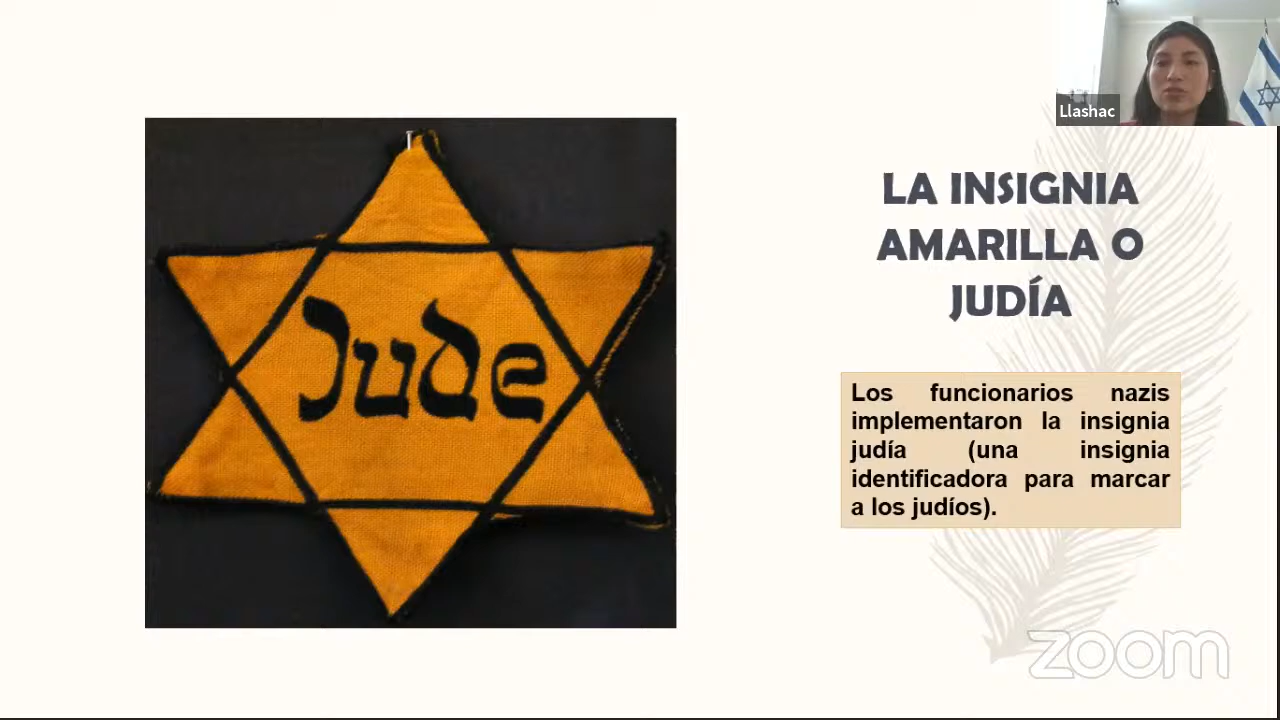 Llashac
LA INSIGNIA
AMARILLA O
JUDÍA
Jude
Los funcionarios nazis
implementaron la insignia
judía (una insignia
identificadora para marcar
a los judíos).
zoom